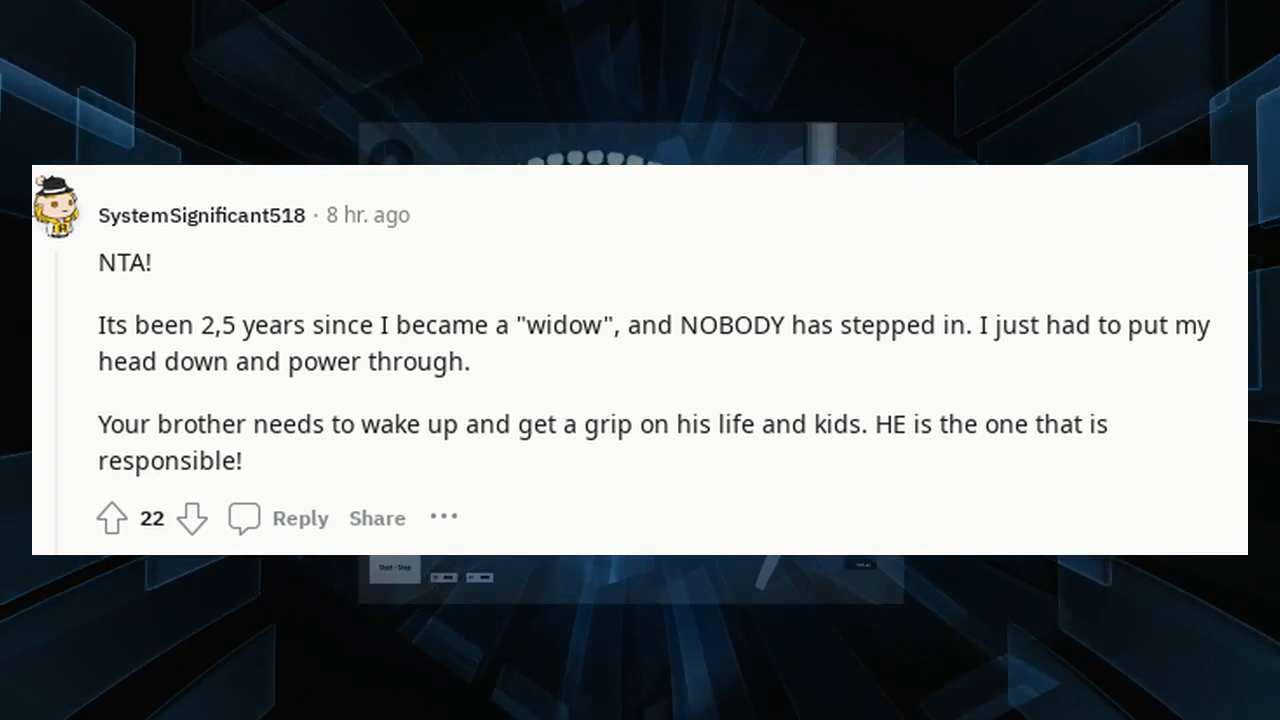 SystemSignificant518 · 8 hr. ago
NTA!
Its been 2,5 years since I became a "widow", and NOBODY has stepped in. I just had to put my
head down and power through.
Your brother needs to wake up and get a grip on his life and kids. HE is the one that is
responsible!
22 Reply Share ···
Start - Stop